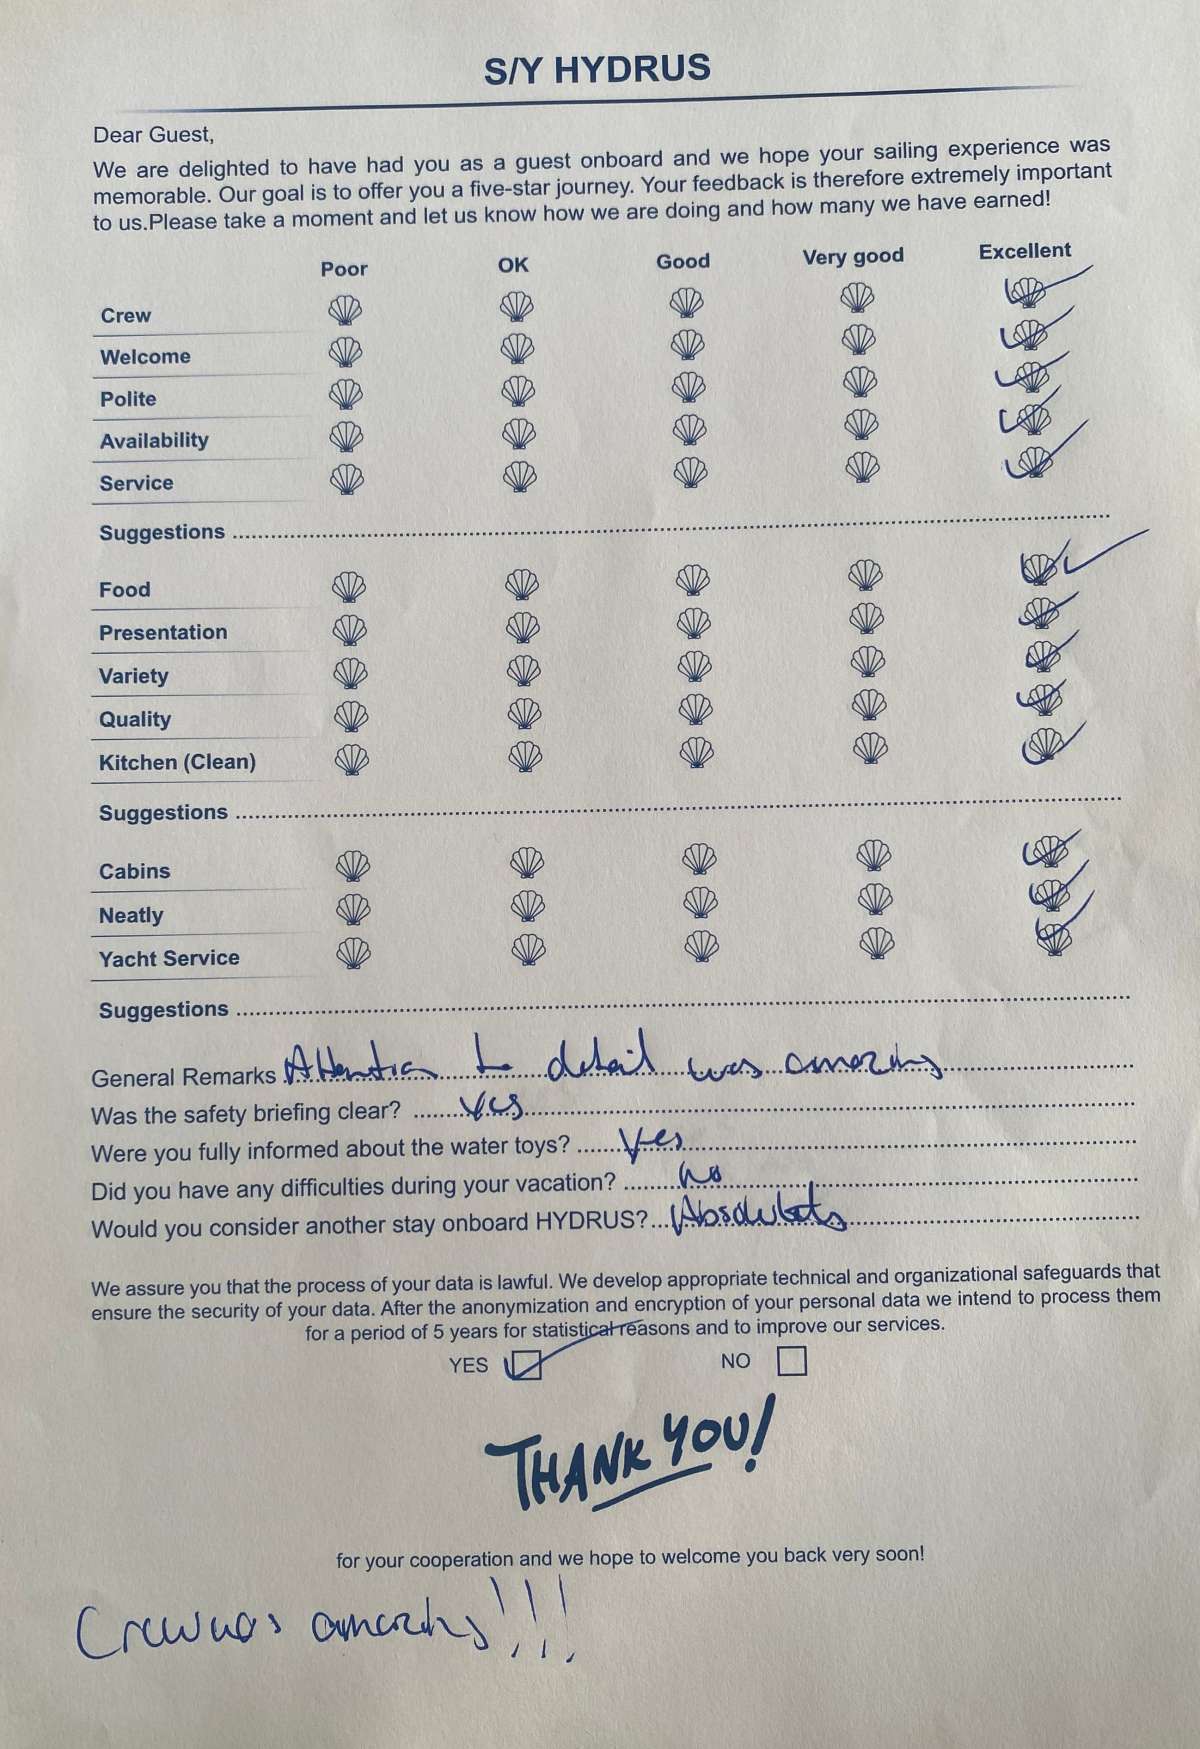 S/Y HYDRUS
Dear Guest,
We are delighted to have had you as a guest onboard and we hope your sailing experience was
memorable. Our goal is to offer you a five-star journey. Your feedback is therefore extremely important
to us.Please take a moment and let us know how we are doing and how many we have earned!
Poor OK Good Very good Excellent
Crew
Welcome
Polite
Availability
Service
Suggestions
Food
Presentation
Variety
Quality
Kitchen (Clean)
Suggestions
Cabins
Neatly
Yacht Service
Suggestions
General Remarks Attention to detail was amazing
Was the safety briefing clear? Yes
Were you fully informed about the water toys? Yes
Did you have any difficulties during your vacation? No
Would you consider another stay onboard HYDRUS? Absolutely
We assure you that the process of your data is lawful. We develop appropriate technical and organizational safeguards that
ensure the security of your data. After the anonymization and encryption of your personal data we intend to process them
for a period of 5 years for statistical reasons and to improve our services.
YES NO
THANK YOU!
for your cooperation and we hope to welcome you back very soon!
Crew was amazing!!!